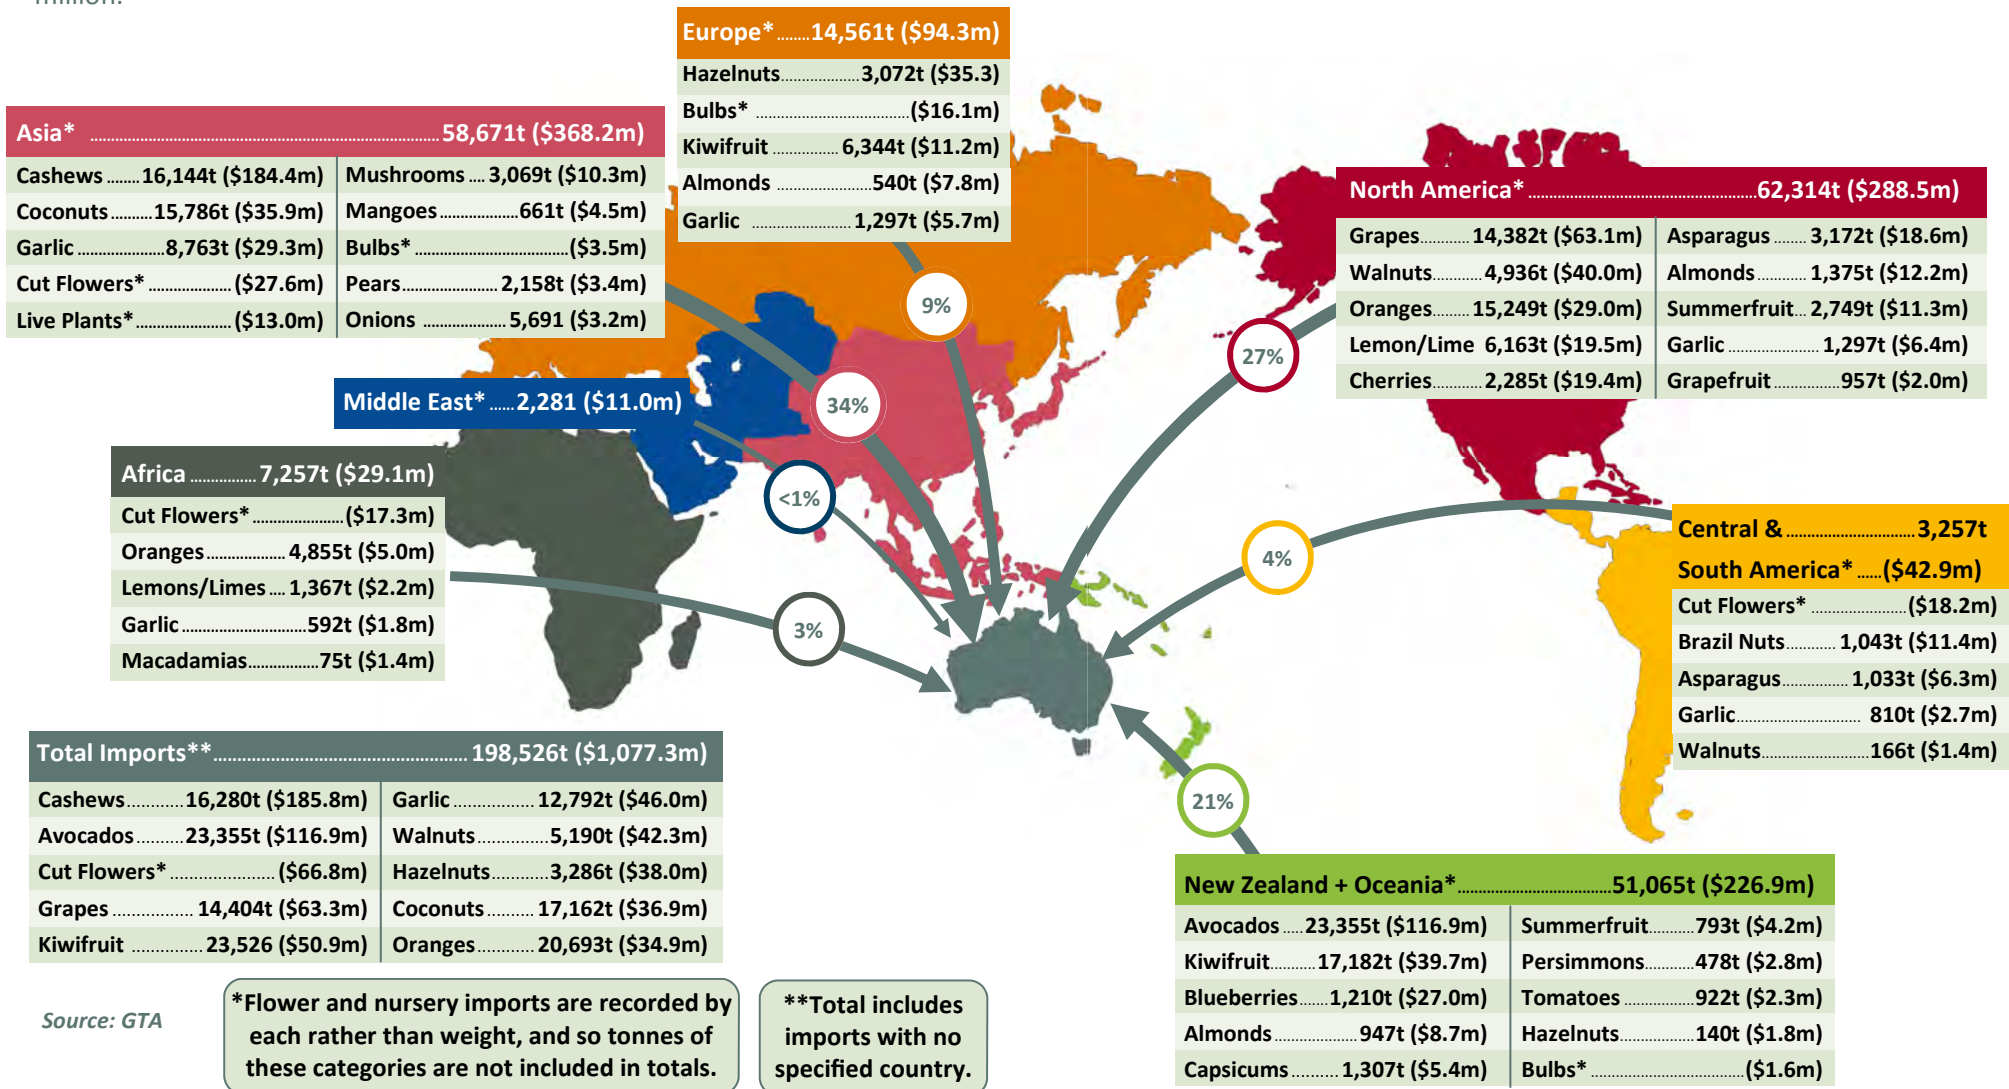 million.
Europe* ........ 14,561t ($94.3m)
Hazelnuts ........ 3,072t ($35.3)
Bulbs* ........ ($16.1m)
Kiwifruit ........ 6,344t ($11.2m)
Almonds ........ 540t ($7.8m)
Garlic ........ 1,297t ($5.7m)
Asia* ........ 58,671t ($368.2m)
Cashews ........ 16,144t ($184.4m)
Coconuts ........ 15,786t ($35.9m)
Garlic ........ 8,763t ($29.3m)
Cut Flowers* ........ ($27.6m)
Live Plants* ........ ($13.0m)
Mushrooms .... 3,069t ($10.3m)
Mangoes ........ 661t ($4.5m)
Bulbs* ........ ($3.5m)
Pears ........ 2,158t ($3.4m)
Onions ........ 5,691 ($3.2m)
North America* ........ 62,314t ($288.5m)
Grapes ........ 14,382t ($63.1m)
Walnuts ........ 4,936t ($40.0m)
Oranges ........ 15,249t ($29.0m)
Lemon/Lime 6,163t ($19.5m)
Cherries ........ 2,285t ($19.4m)
Asparagus ....... 3,172t ($18.6m)
Almonds ........ 1,375t ($12.2m)
Summerfruit ... 2,749t ($11.3m)
Garlic ........ 1,297t ($6.4m)
Grapefruit ........ 957t ($2.0m)
9%
27%
34%
Middle East* ...... 2,281 ($11.0m)
<1%
Africa ........ 7,257t ($29.1m)
Cut Flowers* ........ ($17.3m)
Oranges ........ 4,855t ($5.0m)
Lemons/Limes .... 1,367t ($2.2m)
Garlic ........ 592t ($1.8m)
Macadamias ........ 75t ($1.4m)
3%
4%
Central & ........ 3,257t
South America* ...... ($42.9m)
Cut Flowers* ........ ($18.2m)
Brazil Nuts ........ 1,043t ($11.4m)
Asparagus ........ 1,033t ($6.3m)
Garlic ........ 810t ($2.7m)
Walnuts ........ 166t ($1.4m)
Total Imports** ........ 198,526t ($1,077.3m)
Cashews ........ 16,280t ($185.8m)
Avocados ........ 23,355t ($116.9m)
Cut Flowers* ........ ($66.8m)
Grapes ........ 14,404t ($63.3m)
Kiwifruit ........ 23,526 ($50.9m)
Garlic ........ 12,792t ($46.0m)
Walnuts ........ 5,190t ($42.3m)
Hazelnuts ........ 3,286t ($38.0m)
Coconuts ........ 17,162t ($36.9m)
Oranges ........ 20,693t ($34.9m)
21%
New Zealand + Oceania* ........ 51,065t ($226.9m)
Avocados ..... 23,355t ($116.9m)
Kiwifruit ........ 17,182t ($39.7m)
Blueberries ...... 1,210t ($27.0m)
Almonds ........ 947t ($8.7m)
Capsicums ........ 1,307t ($5.4m)
Summerfruit ........ 793t ($4.2m)
Persimmons ........ 478t ($2.8m)
Tomatoes ........ 922t ($2.3m)
Hazelnuts ........ 140t ($1.8m)
Bulbs* ........ ($1.6m)
Source: GTA
*Flower and nursery imports are recorded by
each rather than weight, and so tonnes of
these categories are not included in totals.
**Total includes
imports with no
specified country.